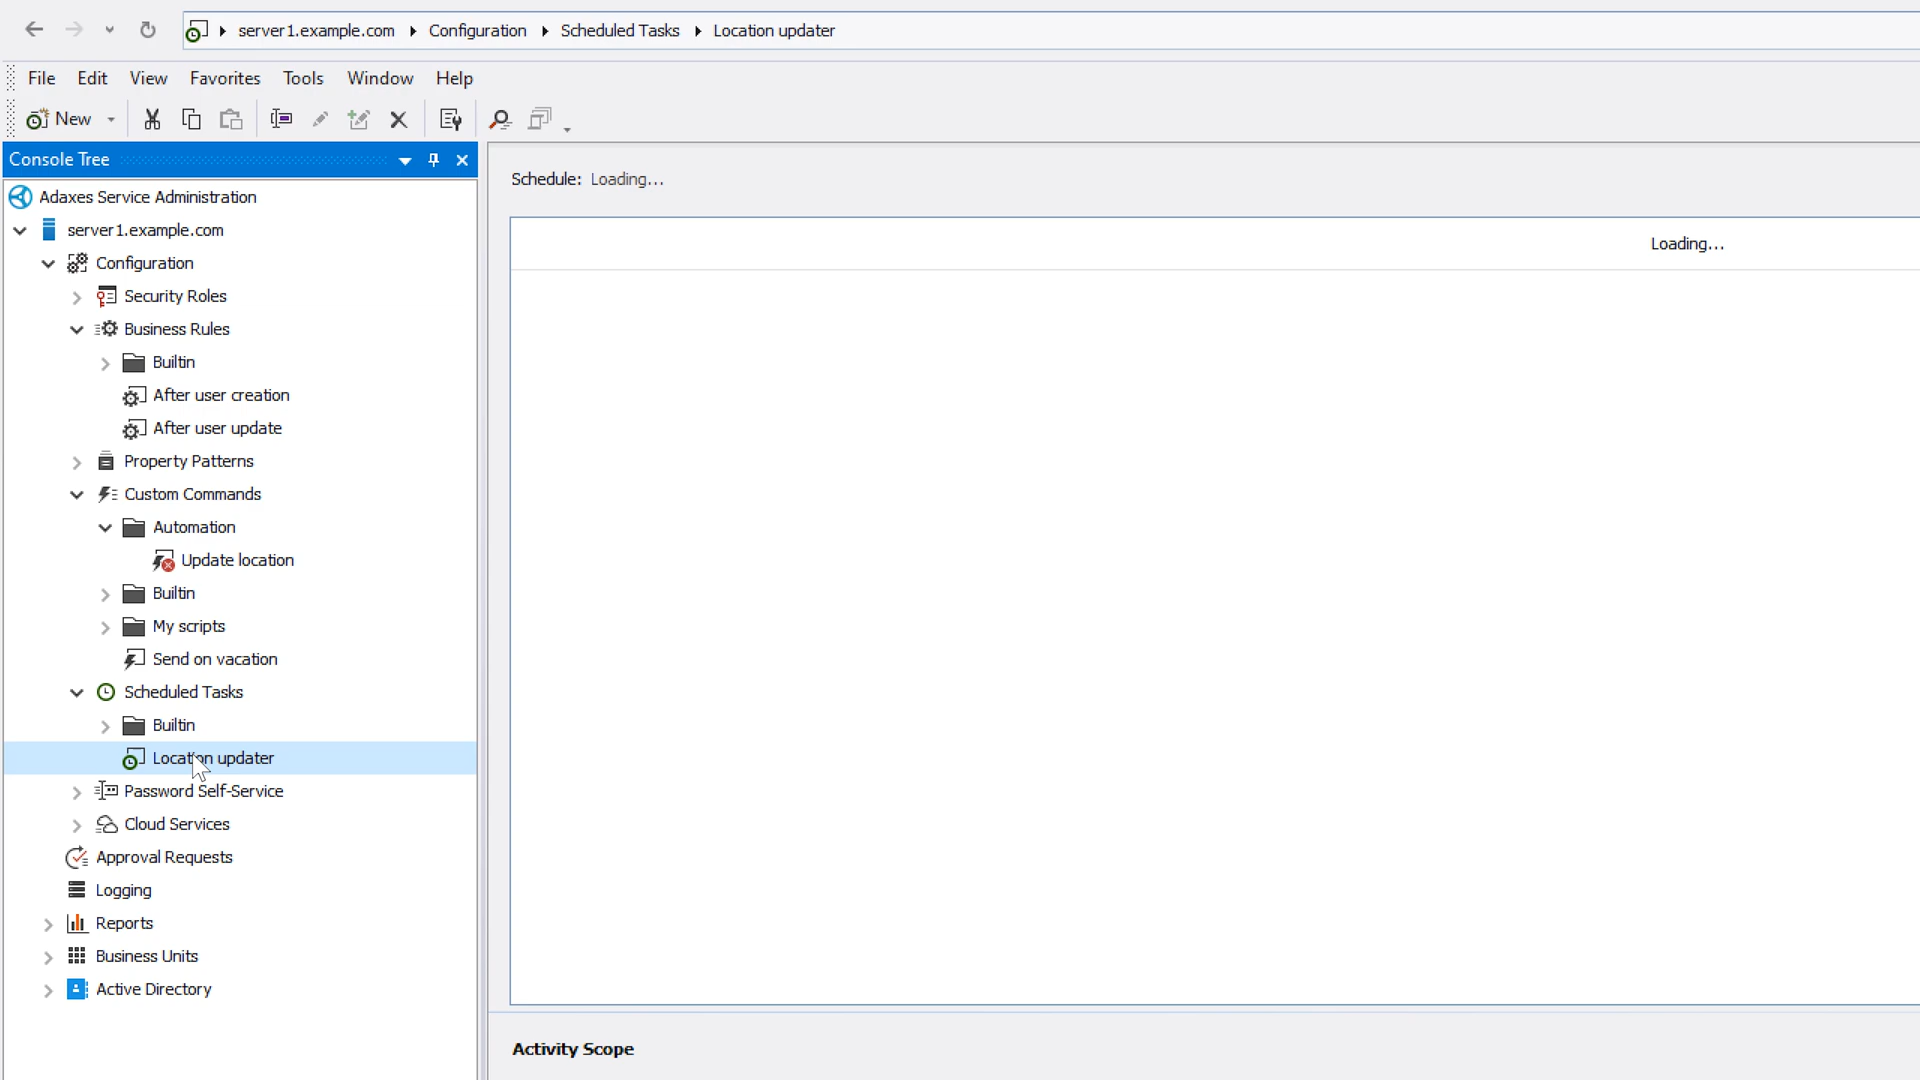 server1.example.com Configuration Scheduled Tasks Location updater
File Edit View Favorites Tools Window Help
New
Console Tree
Adaxes Service Administration
server1.example.com
Configuration
Security Roles
Business Rules
Builtin
After user creation
After user update
Property Patterns
Custom Commands
Automation
Update location
Builtin
My scripts
Send on vacation
Scheduled Tasks
Builtin
Location updater
Password Self-Service
Cloud Services
Approval Requests
Logging
Reports
Business Units
Active Directory
Schedule: Loading...
Loading...
Activity Scope